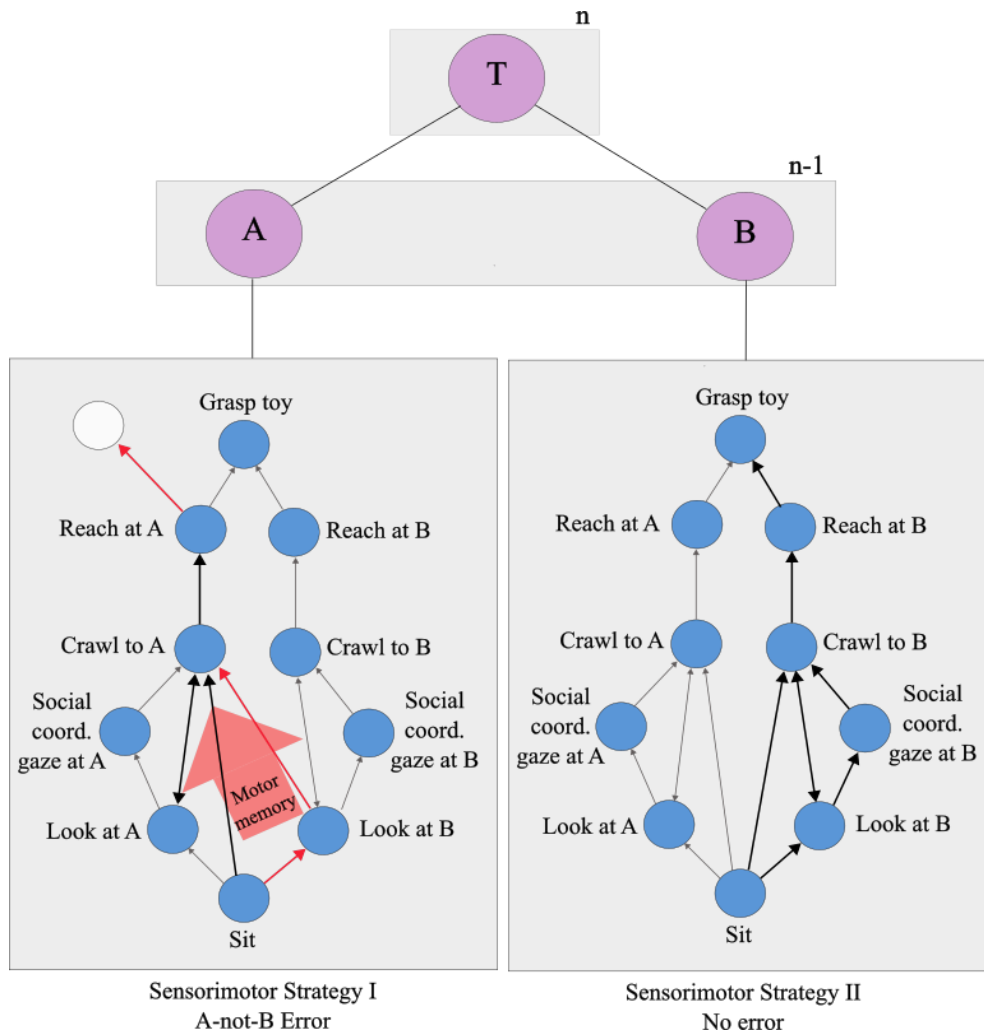 n
T
n-1
A
B
Grasp toy
Reach at A
Reach at B
Crawl to A
Crawl to B
Social
coord.
gaze at A
Social
coord.
gaze at B
Motor
memory
Look at A
Look at B
Sit
Sensorimotor Strategy I
A-not-B Error
Grasp toy
Reach at A
Reach at B
Crawl to A
Crawl to B
Social
coord.
gaze at A
Social
coord.
gaze at B
Look at A
Look at B
Sit
Sensorimotor Strategy II
No error